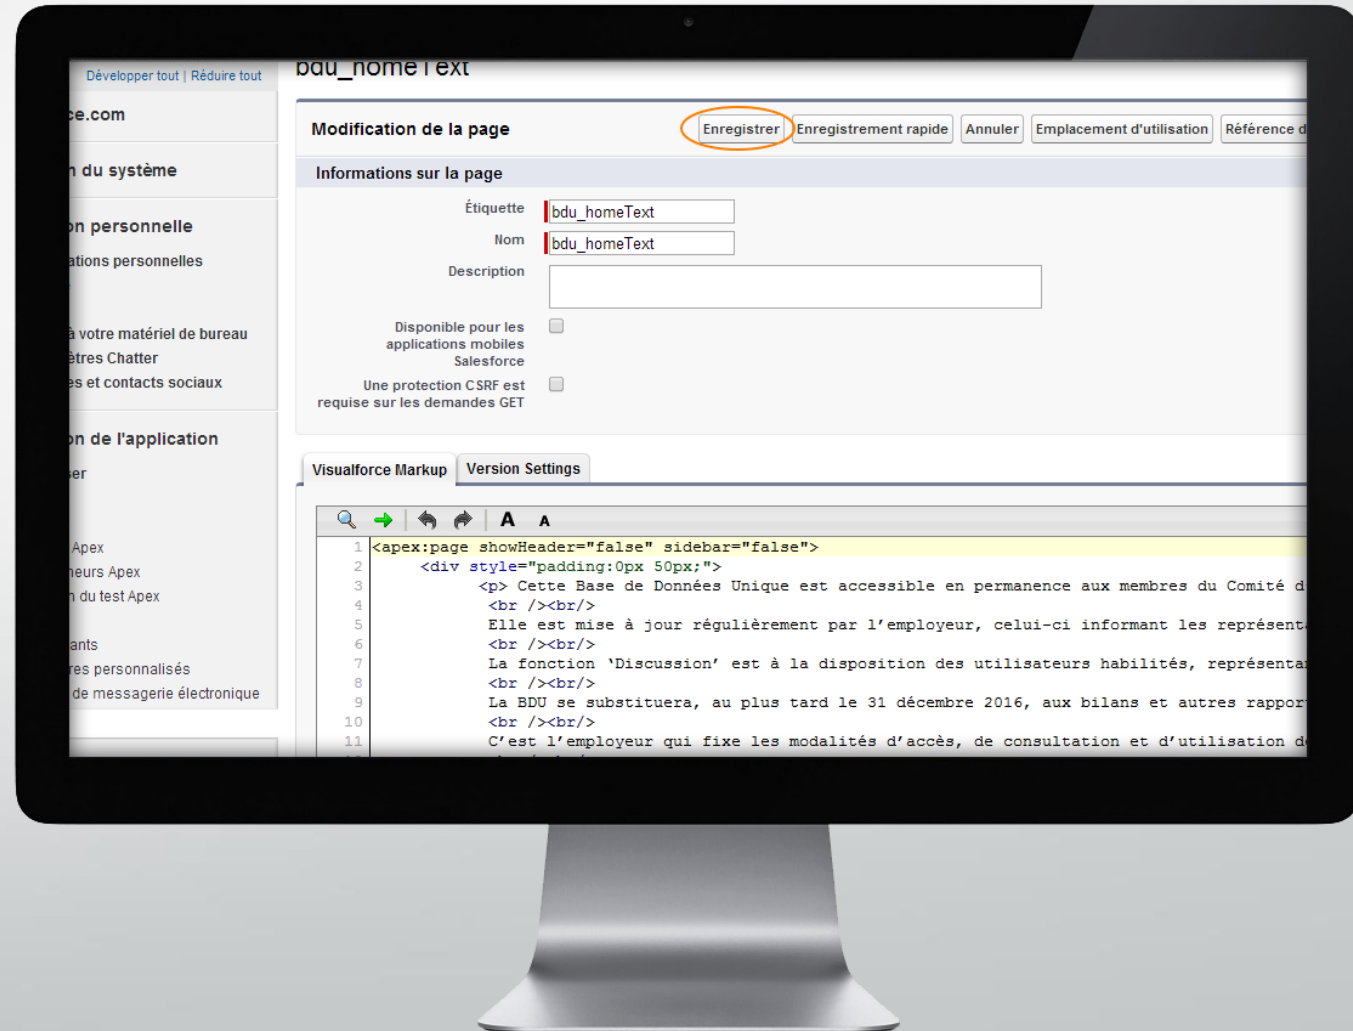 Développer tout | Réduire tout
ce.com
n du système
on personnelle
ations personnelles
à votre matériel de bureau
ètres Chatter
es et contacts sociaux
on de l'application
ser
Apex
neurs Apex
n du test Apex
ants
res personnalisés
de messagerie électronique
bdu_homeText
Modification de la page
Enregistrer Enregistrement rapide Annuler Emplacement d'utilisation Référence d
Informations sur la page
Étiquette bdu_homeText
Nom bdu_homeText
Description
Disponible pour les
applications mobiles
Salesforce
Une protection CSRF est
requise sur les demandes GET
Visualforce Markup Version Settings
A A
1 <apex:page showHeader="false" sidebar="false">
2 <div style="padding:0px 50px;">
3 <p> Cette Base de Données Unique est accessible en permanence aux membres du Comité d
4 <br /><br/>
5 Elle est mise à jour régulièrement par l’employeur, celui-ci informant les représent
6 <br /><br/>
7 La fonction ‘Discussion’ est à la disposition des utilisateurs habilités, représenta
8 <br /><br/>
9 La BDU se substituera, au plus tard le 31 décembre 2016, aux bilans et autres rappor
10 <br /><br/>
11 C’est l’employeur qui fixe les modalités d’accès, de consultation et d’utilisation d